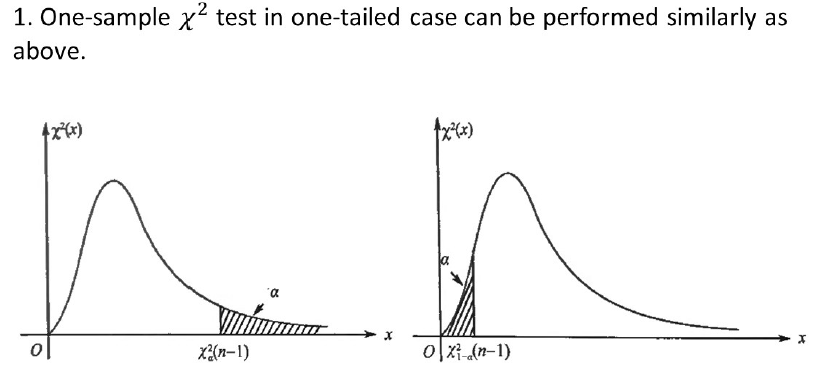 1. One-sample χ² test in one-tailed case can be performed similarly as
above.
χ²(x)
α
O
χ²α(n−1)
x
χ²(x)
α
O
χ²1−α(n−1)
x